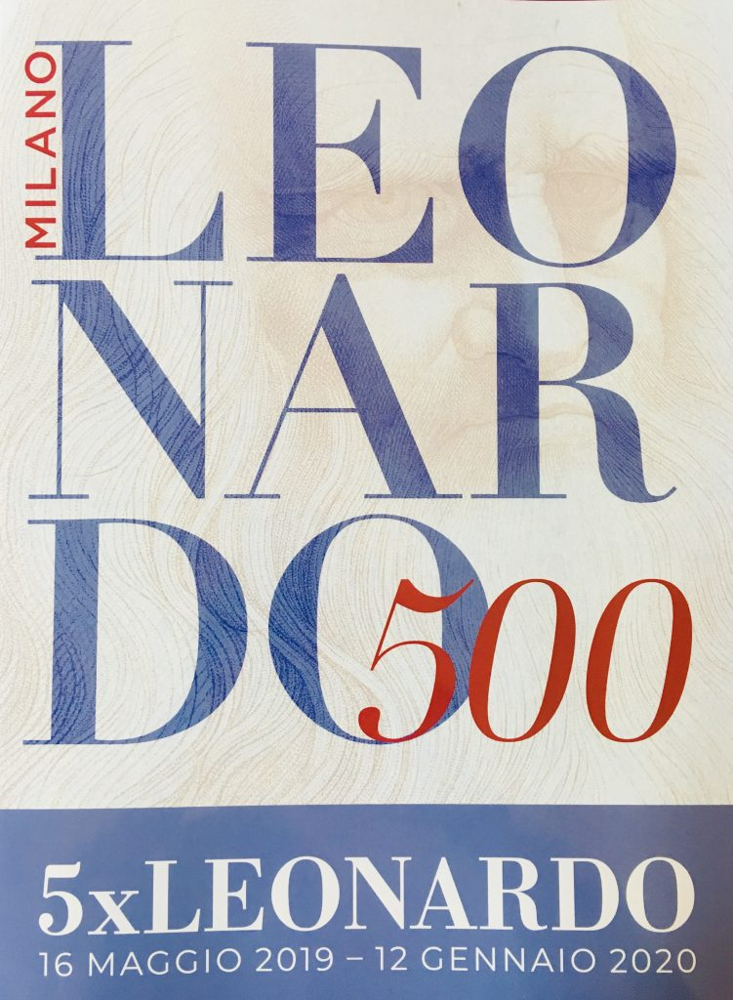 MILANO
LEO
NAR
DO500
5xLEONARDO
16 MAGGIO 2019 – 12 GENNAIO 2020